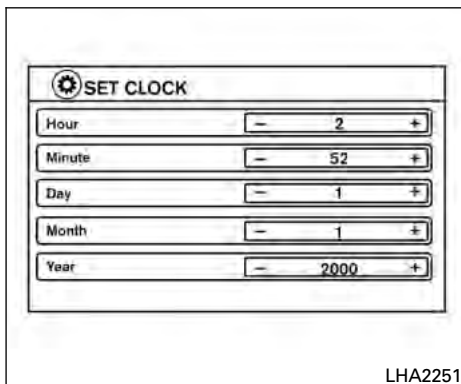 SET CLOCK
Hour - 2 +
Minute - 52 +
Day - 1 +
Month - 1 +
Year - 2000 +
LHA2251